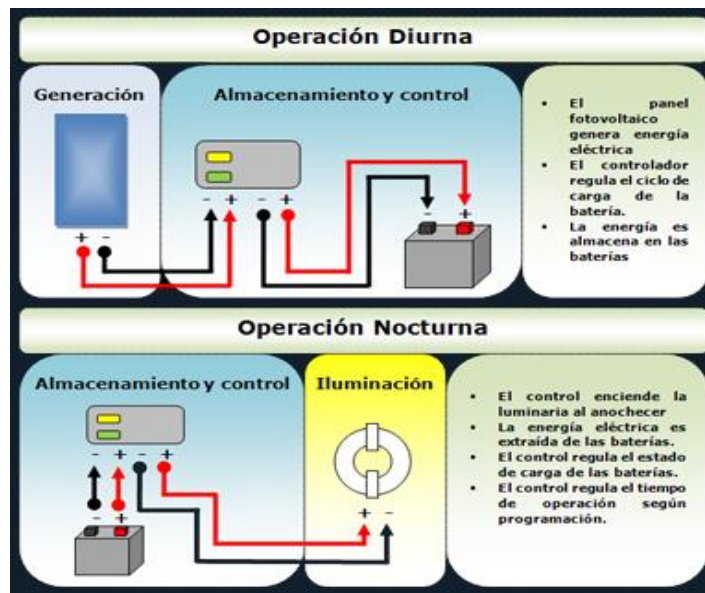 Operación Diurna
Generación
Almacenamiento y control
- + - +
- +
+ -
• El panel
fotovoltaico
genera energía
eléctrica
• El controlador
regula el ciclo de
carga de la
batería.
• La energía es
almacena en las
baterías
Operación Nocturna
Almacenamiento y control
Iluminación
- + - +
- +
+ -
• El control enciende la
luminaria al anochecer
• La energía eléctrica es
extraída de las baterías.
• El control regula el estado
de carga de las baterías.
• El control regula el tiempo
de operación según
programación.